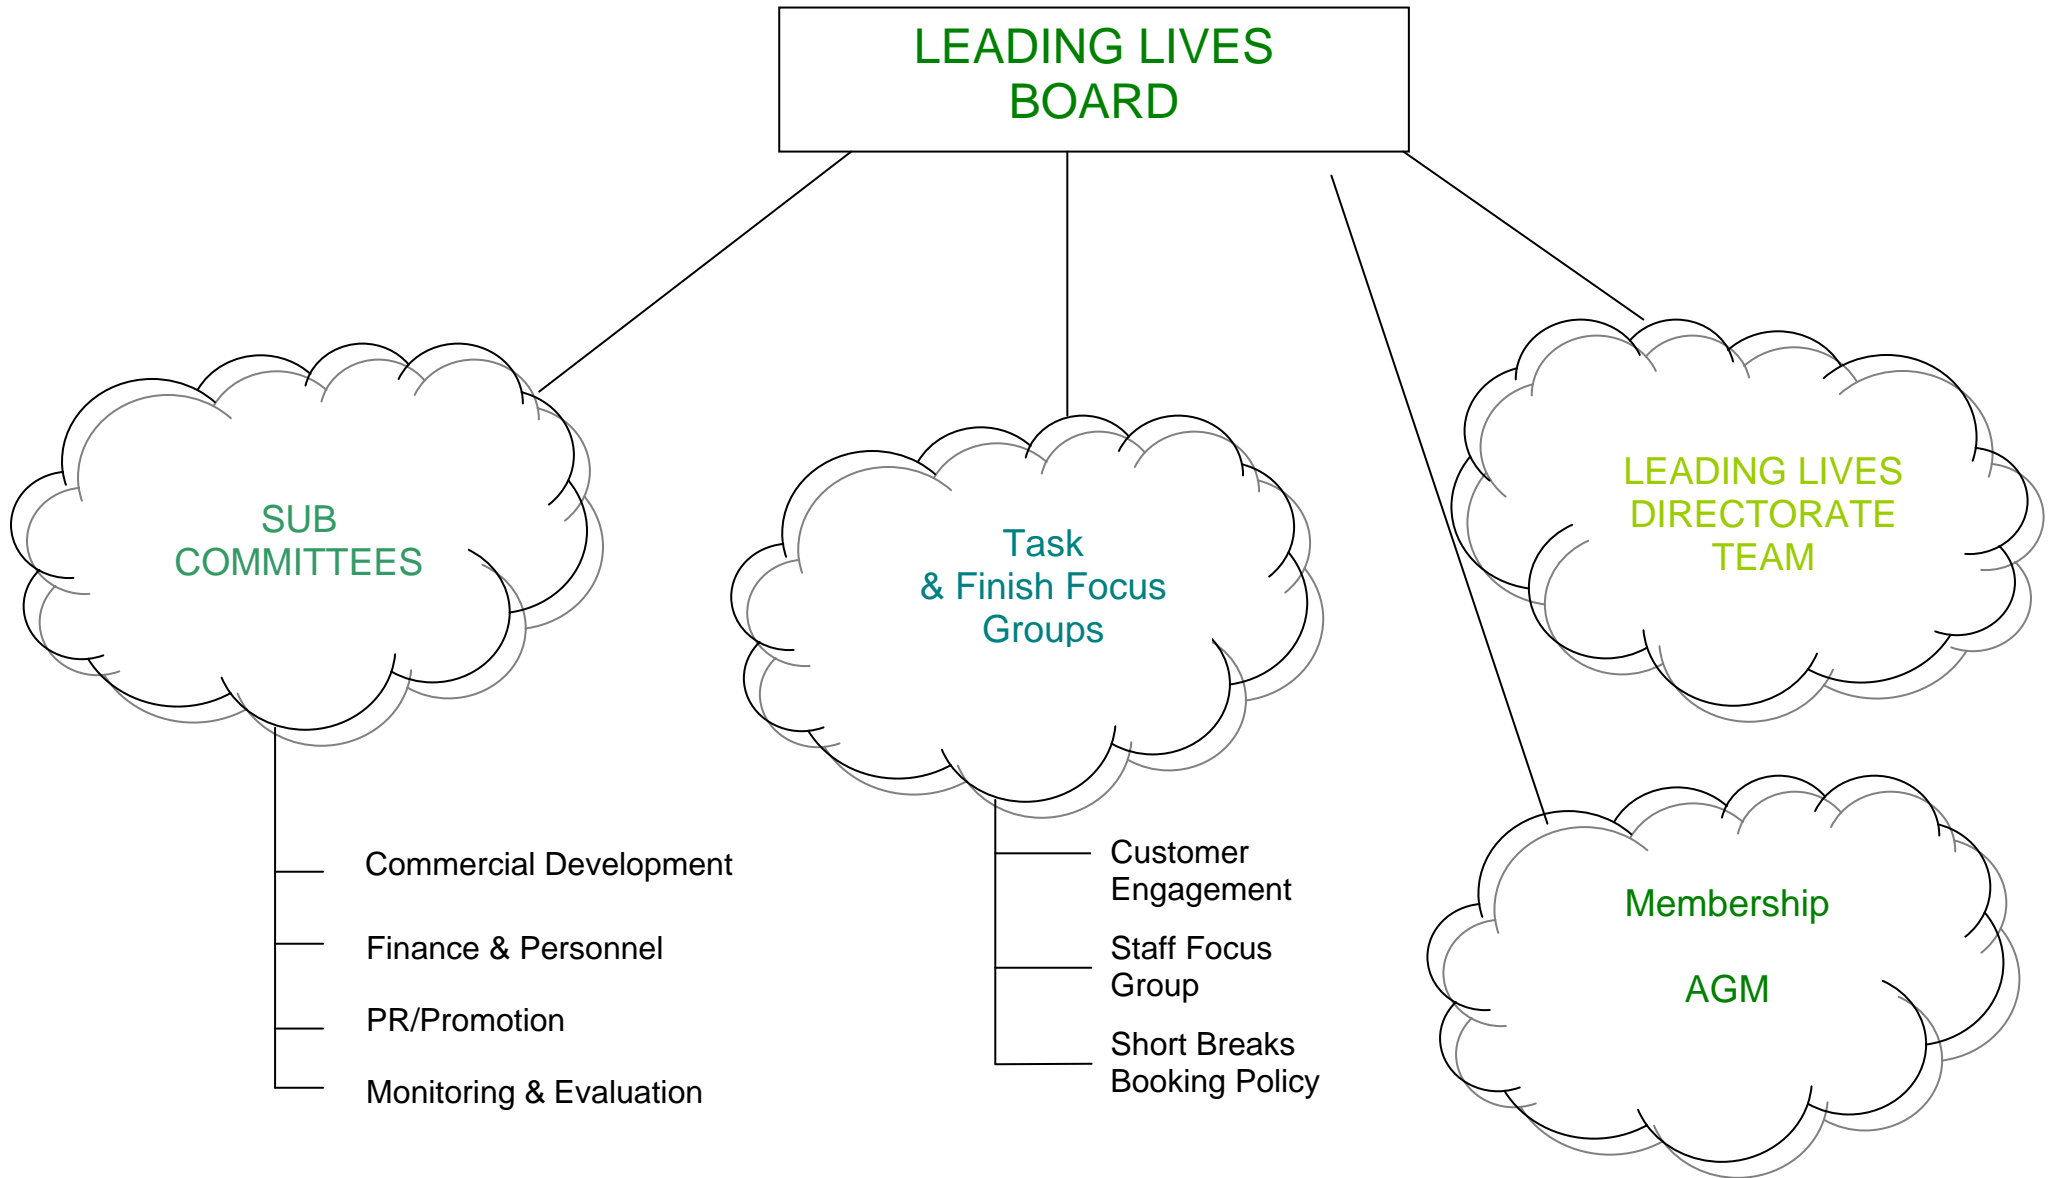 LEADING LIVES
BOARD
SUB
COMMITTEES
Commercial Development
Finance & Personnel
PR/Promotion
Monitoring & Evaluation
Task
& Finish Focus
Groups
Customer
Engagement
Staff Focus
Group
Short Breaks
Booking Policy
LEADING LIVES
DIRECTORATE
TEAM
Membership
AGM